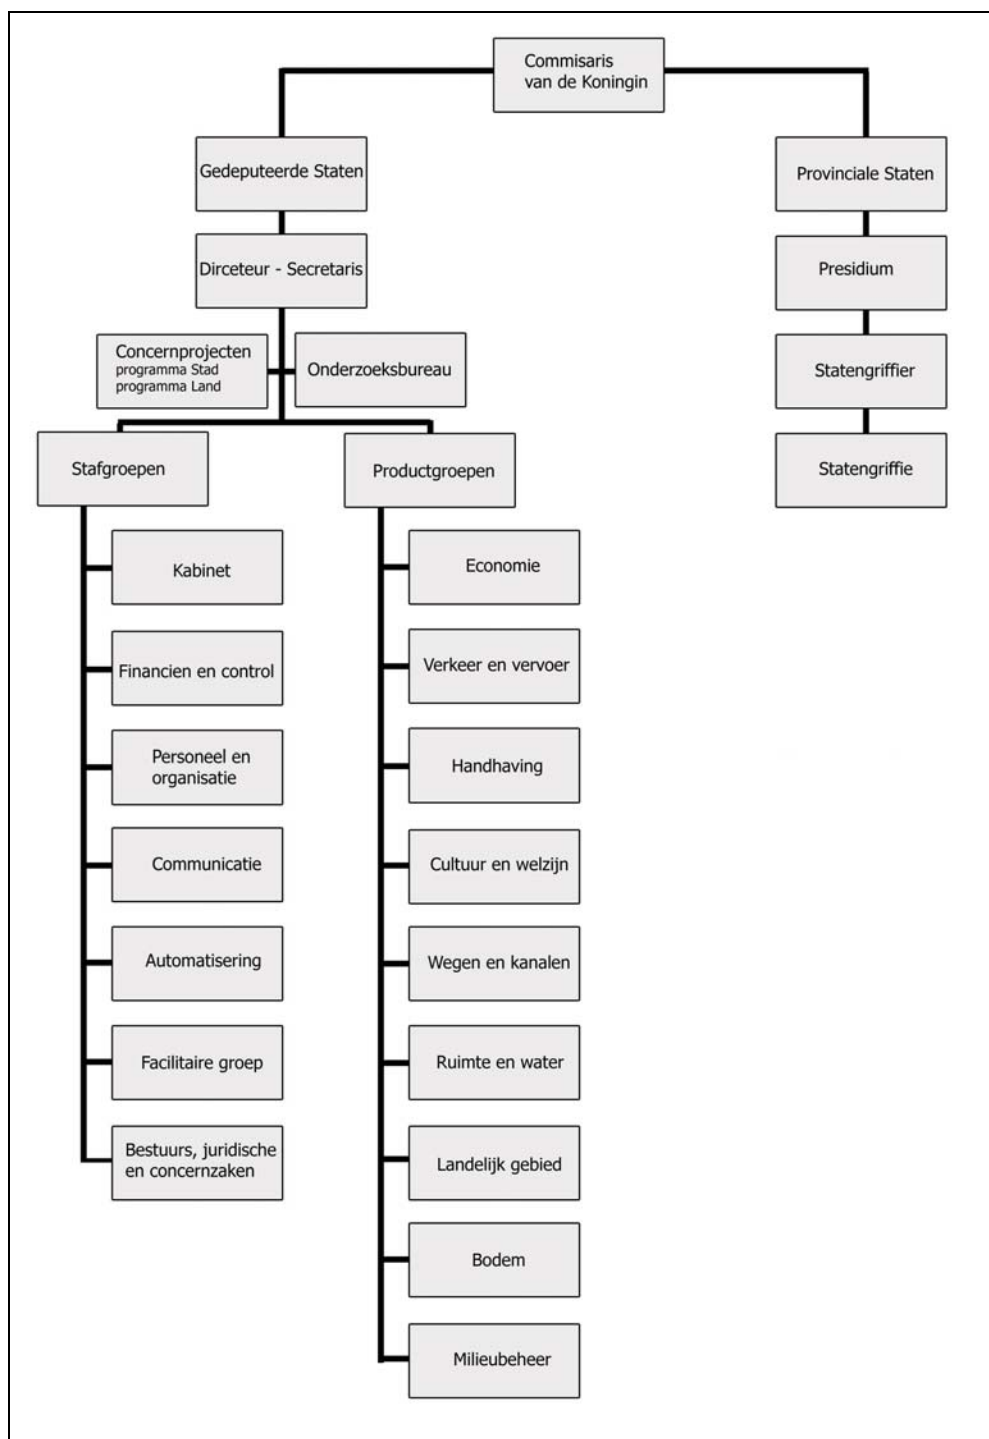 Commisaris
van de Koningin
Gedeputeerde Staten
Provinciale Staten
Dirceteur - Secretaris
Presidium
Concernprojecten
programma Stad
programma Land
Onderzoeksbureau
Statengriffier
Stafgroepen
Productgroepen
Statengriffie
Kabinet
Financien en control
Personeel en
organisatie
Communicatie
Automatisering
Facilitaire groep
Bestuurs, juridische
en concernzaken
Economie
Verkeer en vervoer
Handhaving
Cultuur en welzijn
Wegen en kanalen
Ruimte en water
Landelijk gebied
Bodem
Milieubeheer